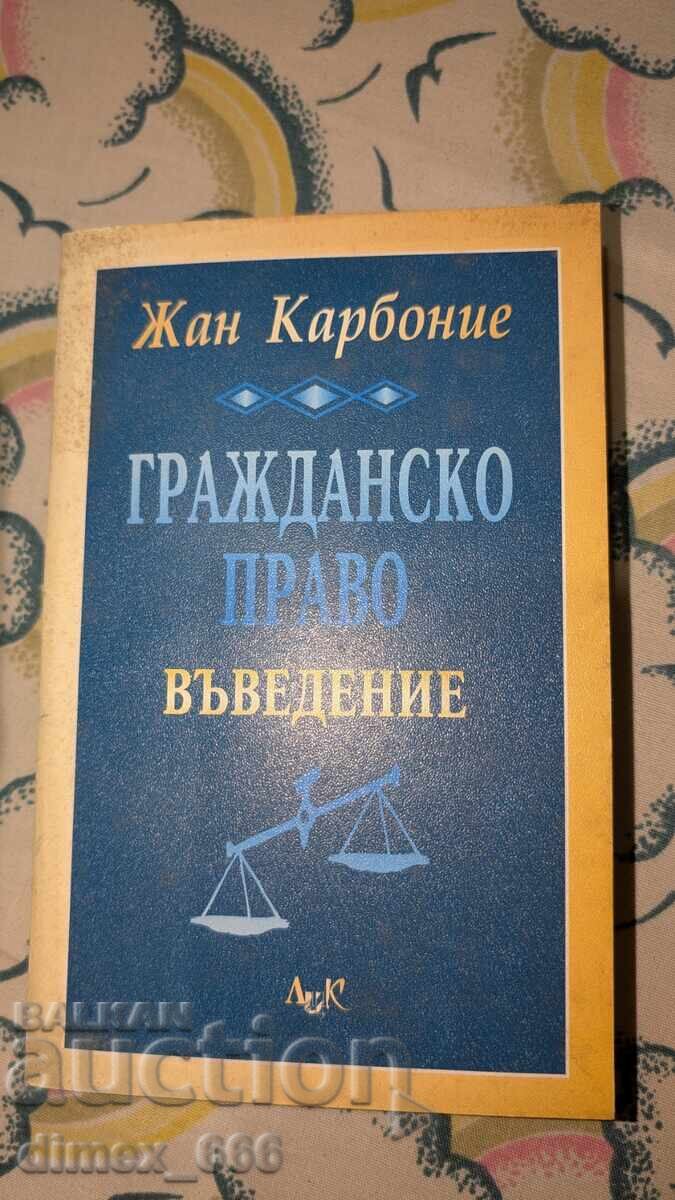 Жан Карбоние
ГРАЖДАНСКО
ПРАВО
ВЪВЕДЕНИЕ
ЛиК
BALKAN
auction
dimex_666